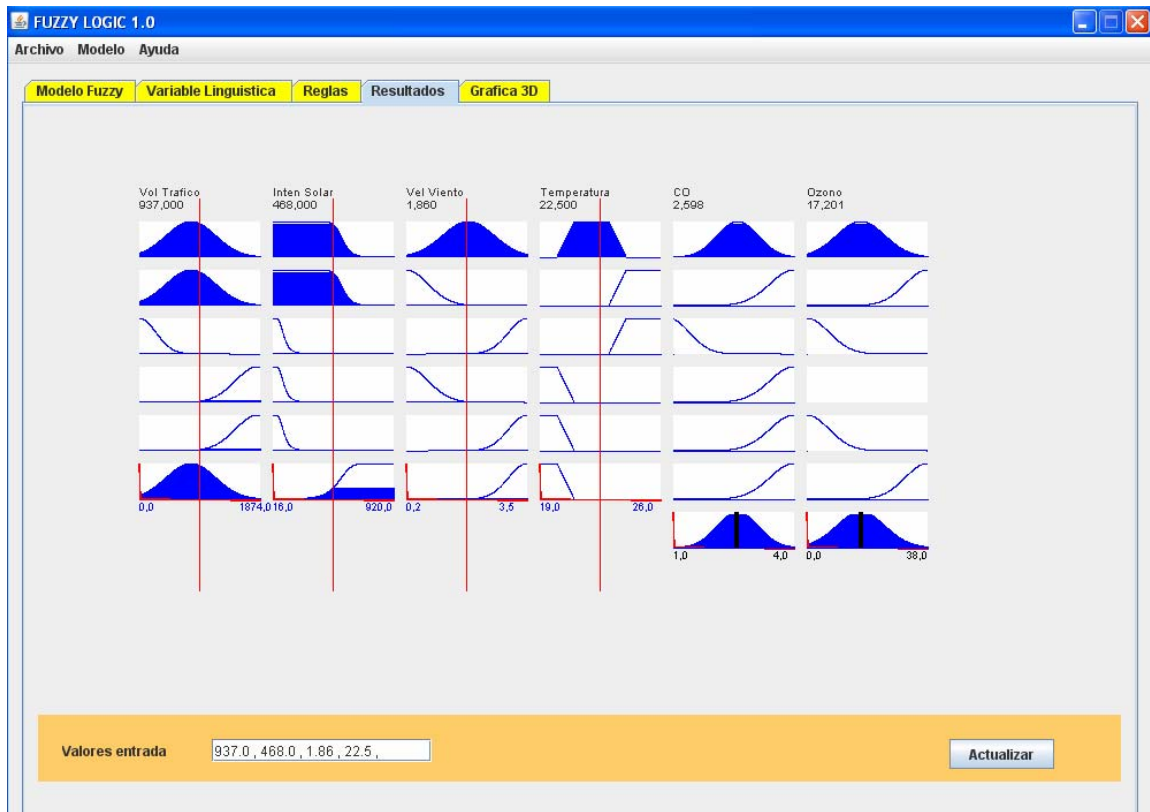 FUZZY LOGIC 1.0
Archivo Modelo Ayuda
Modelo Fuzzy Variable Linguistica Reglas Resultados Grafica 3D
Vol Trafico Inten Solar Vel Viento Temperatura CO Ozono
937,000 468,000 1,860 22,500 2,598 17,201
0,0 1874,0 16,0 920,0 0,2 3,5 19,0 26,0
1,0 4,0 0,0 38,0
Valores entrada 937.0 , 468.0 , 1.86 , 22.5 , Actualizar